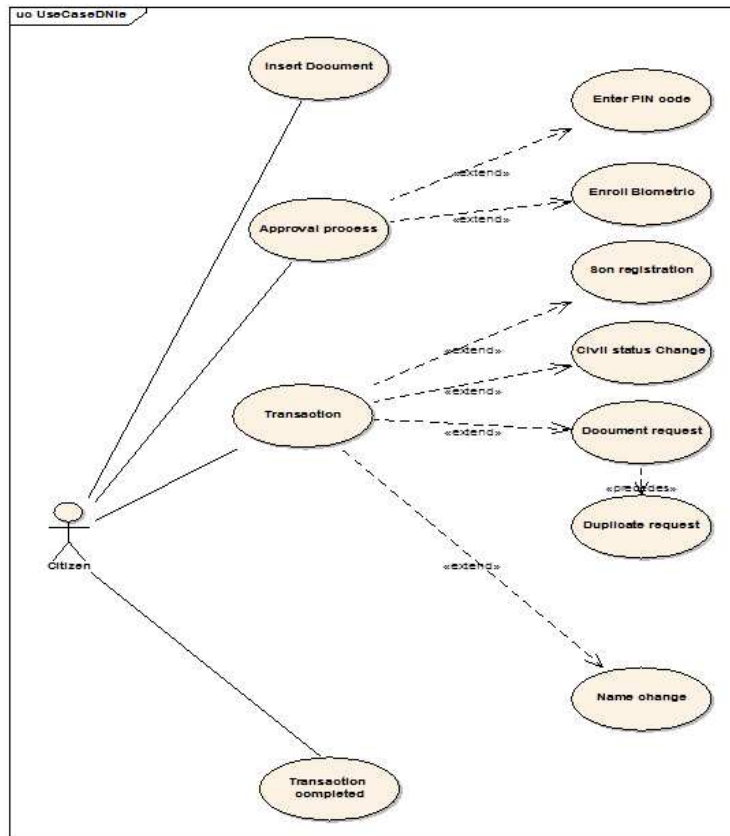 uc UseCaseDNIe
Insert Document
Enter PIN code
«extend»
Enroll Biometric
Approval process
«extend»
Son registration
«extend»
Civil status Change
«extend»
Transaction
«extend»
Document request
«precedes»
Duplicate request
Citizen
«extend»
Name change
Transaction
completed